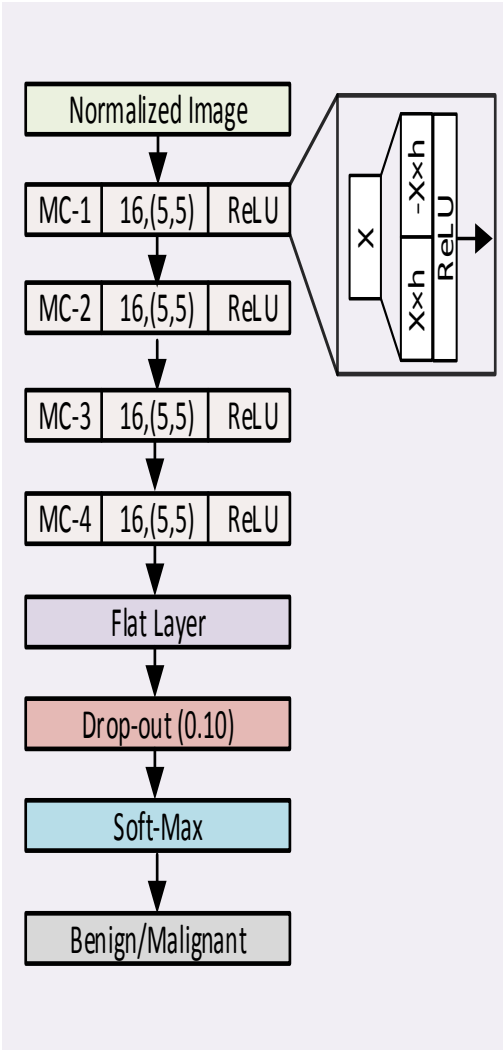 Normalized Image
MC-1 16,(5,5) ReLU
MC-2 16,(5,5) ReLU
MC-3 16,(5,5) ReLU
MC-4 16,(5,5) ReLU
Flat Layer
Drop-out (0.10)
Soft-Max
Benign/Malignant
X
X×h -X×h
ReLU